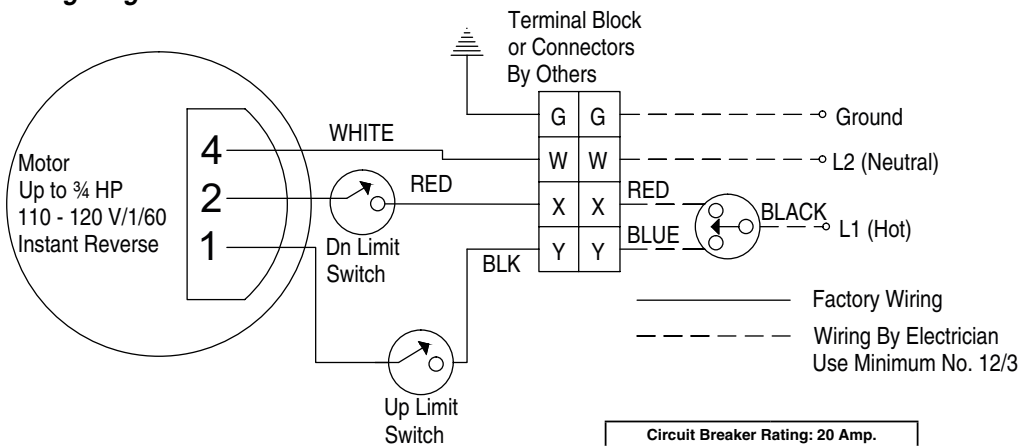 Terminal Block
or Connectors
By Others
G G Ground
WHITE
4
W W L2 (Neutral)
Motor
Up to ¾ HP
110 - 120 V/1/60
Instant Reverse
2
RED
X X RED
BLACK
L1 (Hot)
1
Dn Limit
Switch
BLK
Y Y BLUE
Factory Wiring
Wiring By Electrician
Use Minimum No. 12/3
Up Limit
Switch
Circuit Breaker Rating: 20 Amp.